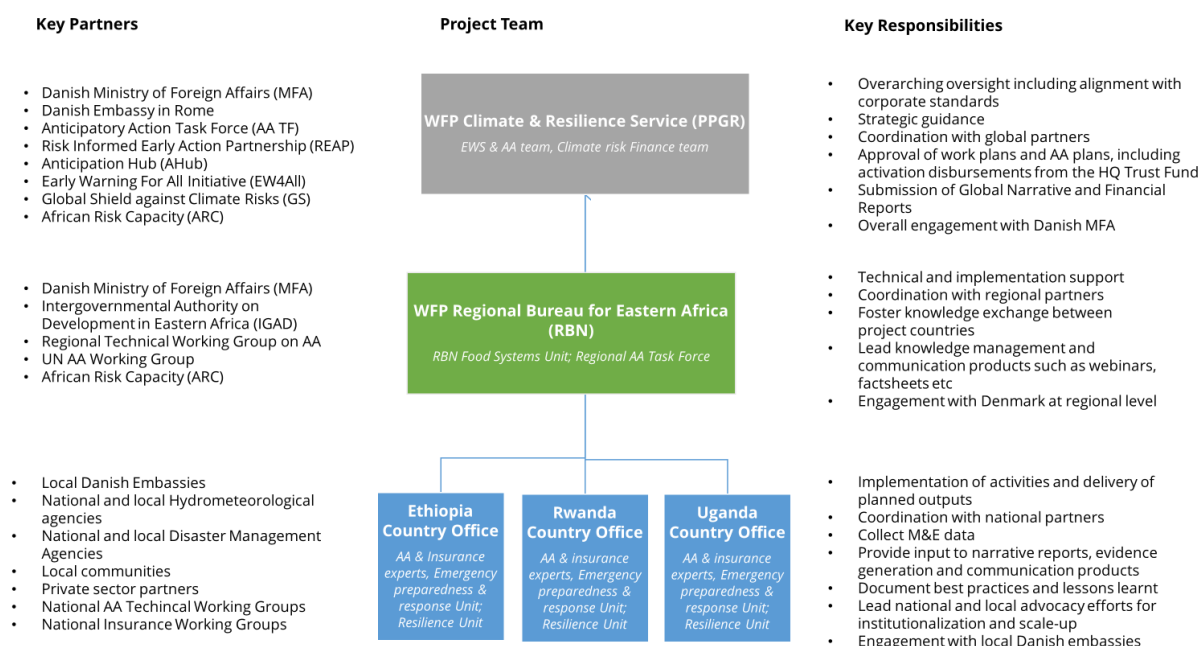 Key Partners
Project Team
Key Responsibilities
• Danish Ministry of Foreign Affairs (MFA)
• Danish Embassy in Rome
• Anticipatory Action Task Force (AA TF)
• Risk Informed Early Action Partnership (REAP)
• Anticipation Hub (AHub)
• Early Warning For All Initiative (EW4All)
• Global Shield against Climate Risks (GS)
• African Risk Capacity (ARC)
WFP Climate & Resilience Service (PPGR)
EWS & AA team, Climate risk Finance team
• Overarching oversight including alignment with
corporate standards
• Strategic guidance
• Coordination with global partners
• Approval of work plans and AA plans, including
activation disbursements from the HQ Trust Fund
• Submission of Global Narrative and Financial
Reports
• Overall engagement with Danish MFA
• Danish Ministry of Foreign Affairs (MFA)
• Intergovernmental Authority on
Development in Eastern Africa (IGAD)
• Regional Technical Working Group on AA
• UN AA Working Group
• African Risk Capacity (ARC)
WFP Regional Bureau for Eastern Africa
(RBN)
RBN Food Systems Unit; Regional AA Task Force
• Technical and implementation support
• Coordination with regional partners
• Foster knowledge exchange between
project countries
• Lead knowledge management and
communication products such as webinars,
factsheets etc
• Engagement with Denmark at regional level
• Local Danish Embassies
• National and local Hydrometeorological
agencies
• National and local Disaster Management
Agencies
• Local communities
• Private sector partners
• National AA Techincal Working Groups
• National Insurance Working Groups
Ethiopia
Country Office
AA & Insurance
experts, Emergency
preparedness &
response Unit;
Resilience Unit
Rwanda
Country Office
AA & insurance
experts, Emergency
preparedness &
response Unit;
Resilience Unit
Uganda
Country Office
AA & insurance
experts, Emergency
preparedness &
response Unit;
Resilience Unit
• Implementation of activities and delivery of
planned outputs
• Coordination with national partners
• Collect M&E data
• Provide input to narrative reports, evidence
generation and communication products
• Document best practices and lessons learnt
• Lead national and local advocacy efforts for
institutionalization and scale-up
• Engagement with local Danish embassies